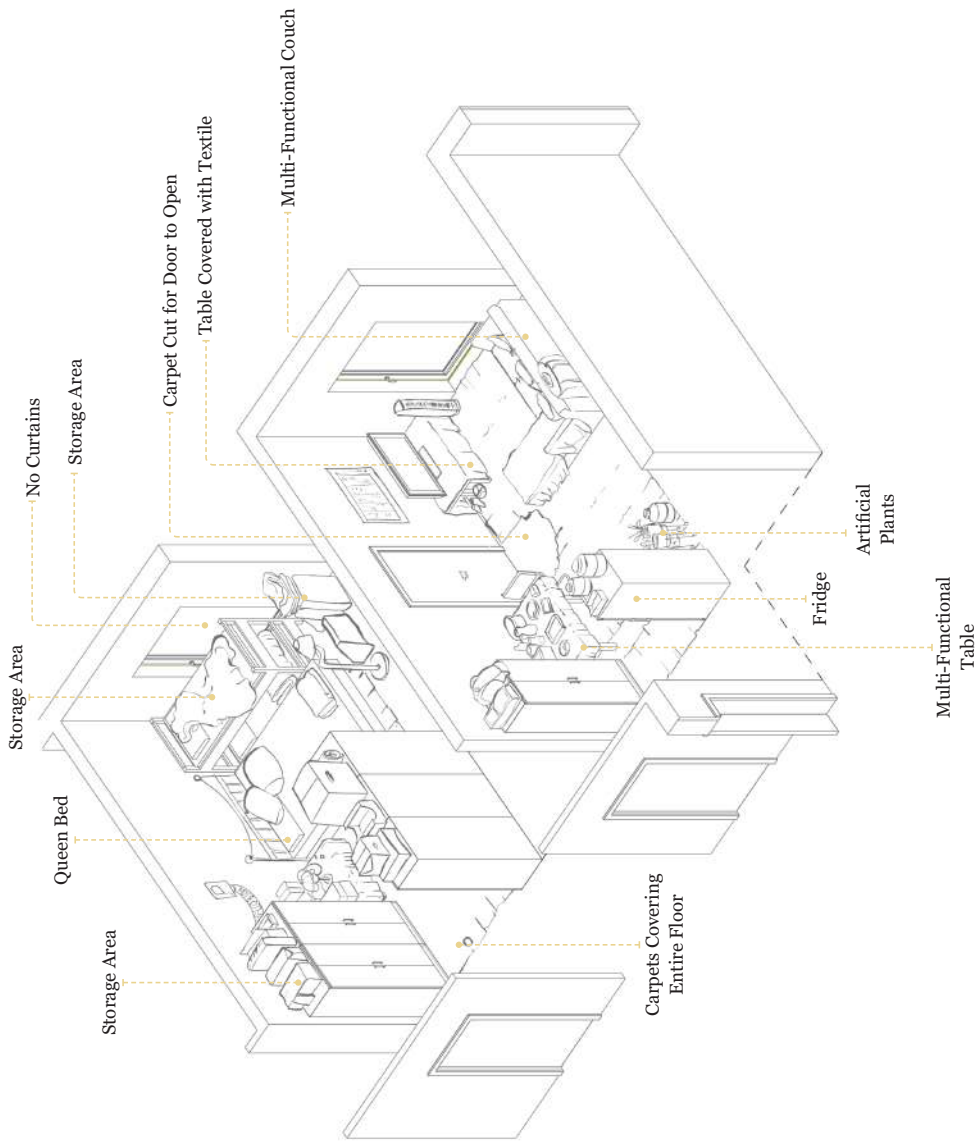 Storage Area
Queen Bed
Storage Area
No Curtains
Storage Area
Carpet Cut for Door to Open
Table Covered with Textile
Multi-Functional Couch
Carpets Covering
Entire Floor
Multi-Functional
Table
Fridge
Artificial
Plants